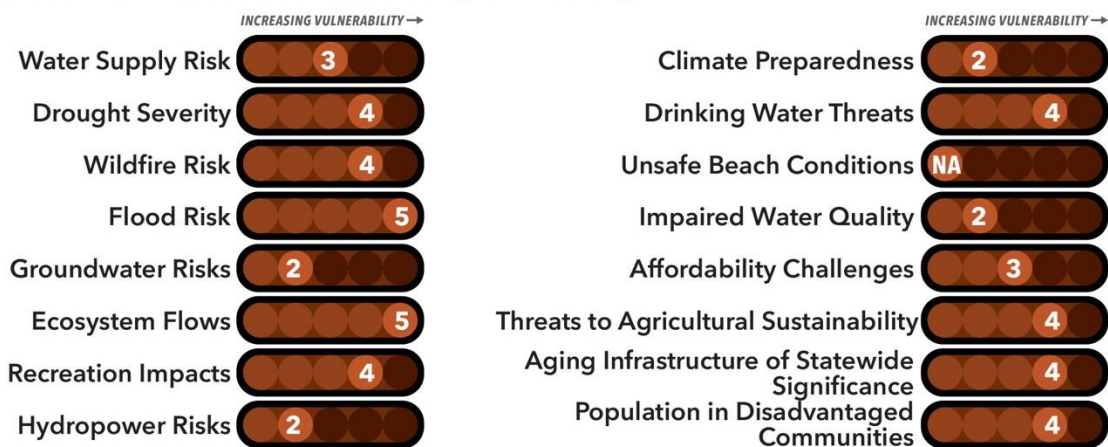 INCREASING VULNERABILITY →
Water Supply Risk 3
Drought Severity 4
Wildfire Risk 4
Flood Risk 5
Groundwater Risks 2
Ecosystem Flows 5
Recreation Impacts 4
Hydropower Risks 2
INCREASING VULNERABILITY →
Climate Preparedness 2
Drinking Water Threats 4
Unsafe Beach Conditions NA
Impaired Water Quality 2
Affordability Challenges 3
Threats to Agricultural Sustainability 4
Aging Infrastructure of Statewide
Significance 4
Population in Disadvantaged
Communities 4